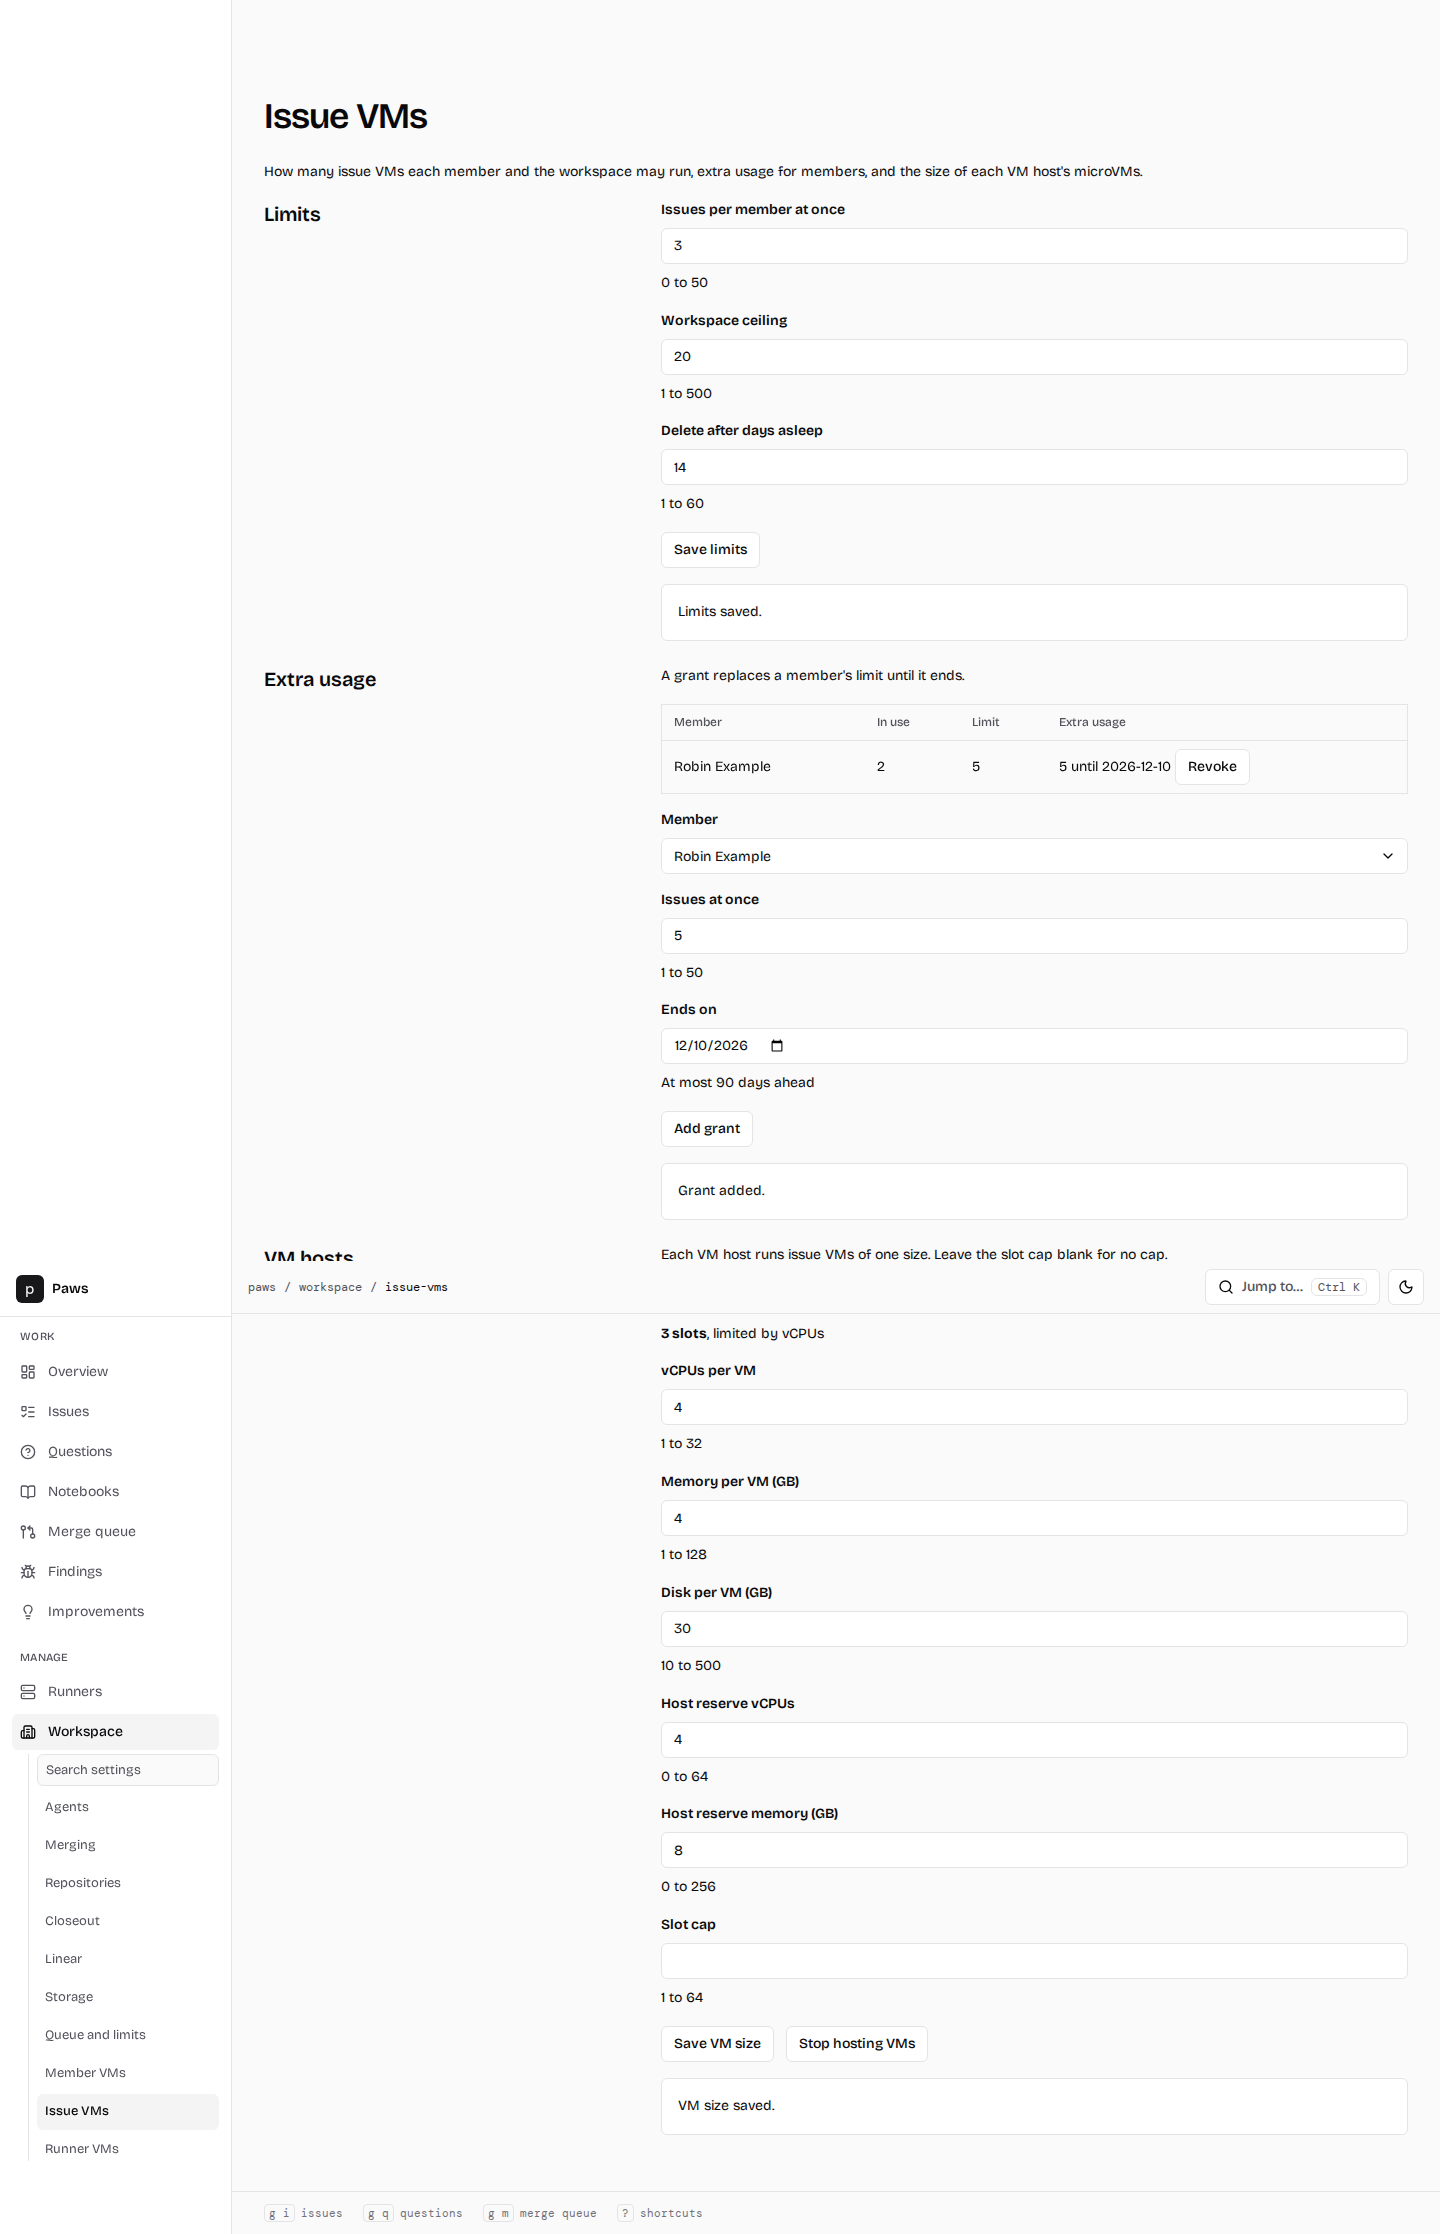 Issue VMs
How many issue VMs each member and the workspace may run, extra usage for members, and the size of each VM host's microVMs.
Limits
Issues per member at once
3
0 to 50
Workspace ceiling
20
1 to 500
Delete after days asleep
14
1 to 60
Save limits
Limits saved.
Extra usage
A grant replaces a member's limit until it ends.
Member In use Limit Extra usage
Robin Example 2 5 5 until 2026-12-10 Revoke
Member
Robin Example
Issues at once
5
1 to 50
Ends on
12/10/2026
At most 90 days ahead
Add grant
Grant added.
VM hosts
Each VM host runs issue VMs of one size. Leave the slot cap blank for no cap.
p Paws
paws / workspace / issue-vms
Jump to... Ctrl K
WORK
Overview
Issues
Questions
Notebooks
Merge queue
Findings
Improvements
MANAGE
Runners
Workspace
Search settings
Agents
Merging
Repositories
Closeout
Linear
Storage
Queue and limits
Member VMs
Issue VMs
Runner VMs
3 slots, limited by vCPUs
vCPUs per VM
4
1 to 32
Memory per VM (GB)
4
1 to 128
Disk per VM (GB)
30
10 to 500
Host reserve vCPUs
4
0 to 64
Host reserve memory (GB)
8
0 to 256
Slot cap
1 to 64
Save VM size Stop hosting VMs
VM size saved.
g i issues g q questions g m merge queue ? shortcuts